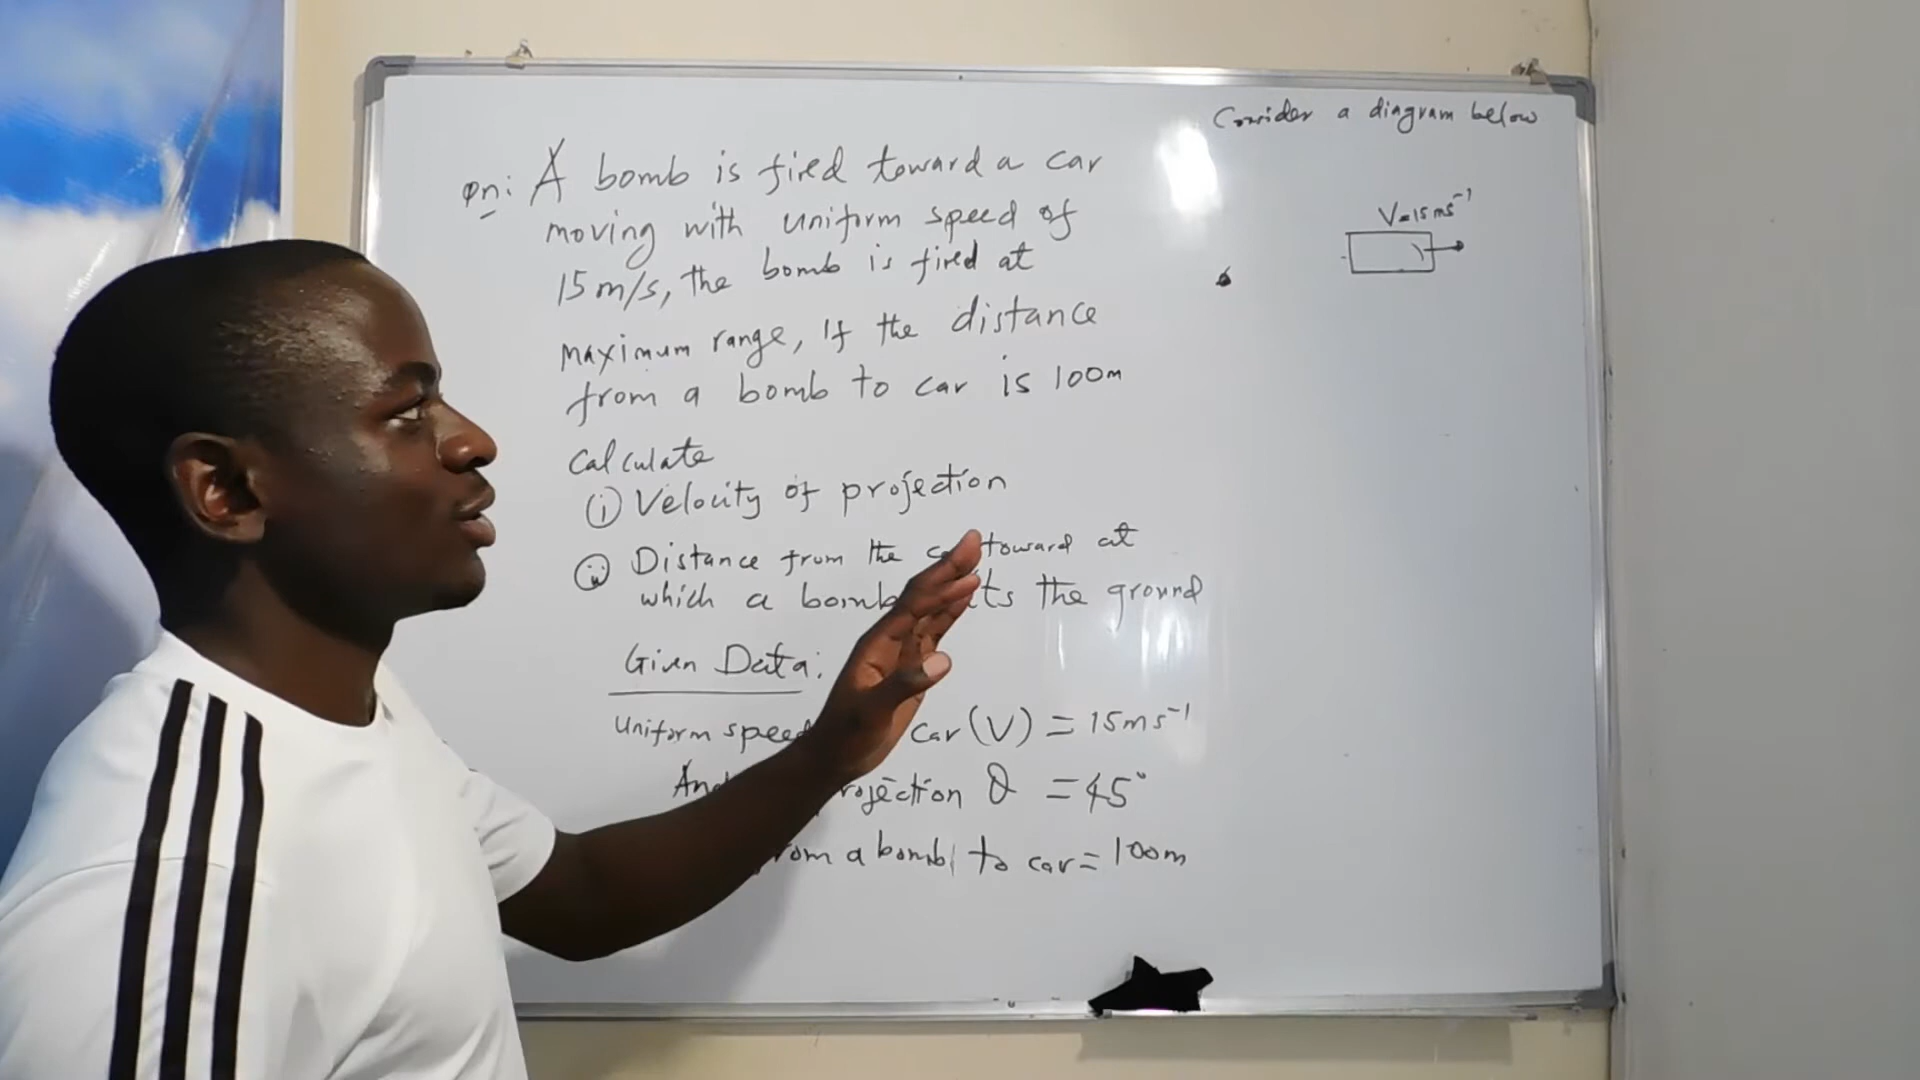 Qn: A bomb is fired toward a car
moving with uniform speed of
15 m/s, the bomb is fired at
maximum range, If the distance
from a bomb to car is 100m
Calculate
(i) Velocity of projection
(ii) Distance from the toward at
which a bomb the ground
Given Data:
Uniform speed car (V) = 15ms⁻¹
θ = 45°
a bomb to car = 100m
Consider a diagram below
V=15ms⁻¹